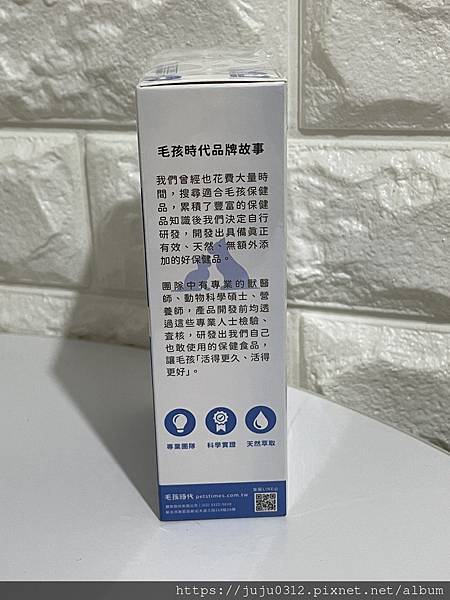 毛孩時代品牌故事
我們曾經也花費大量時
間，搜尋適合毛孩保健
品，累積了豐富的保健
品知識後我們決定自行
研發，開發出具備真正
有效、天然、無額外添
加的好保健品。
團隊中有專業的獸醫
師、動物科學碩士、營
養師，產品開發前均透
過這些專業人士檢驗、
查核，研發出我們自己
也敢使用的保健食品，
讓毛孩「活得更久、活得
更好」。
專業團隊 科學實證 天然萃取
毛孩時代 petstimes.com.tw
https://juju0312.pixnet.net/album